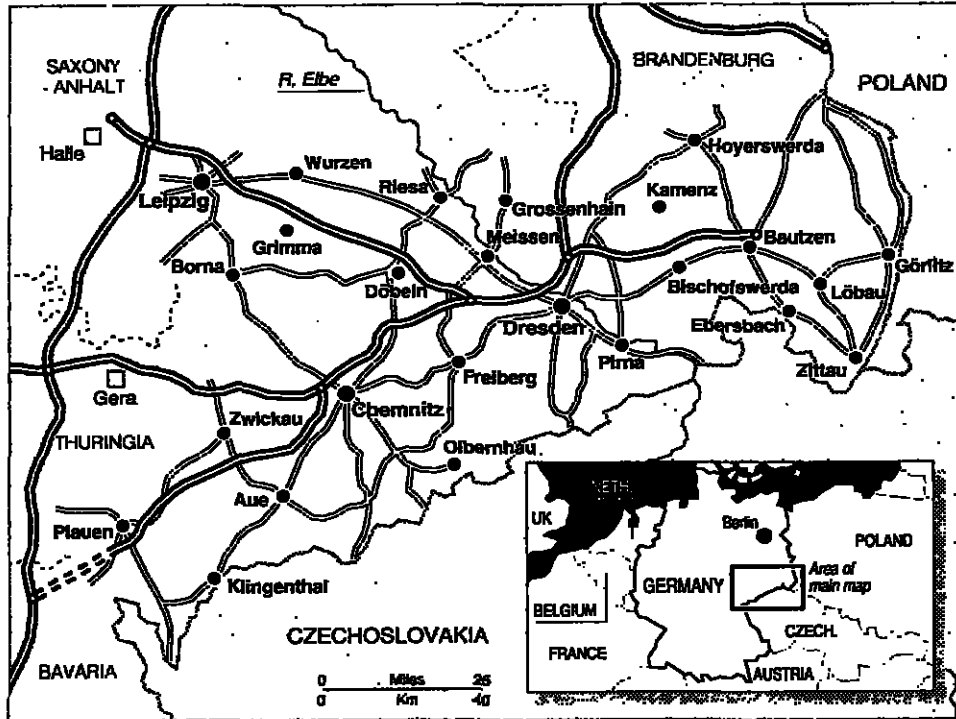 SAXONY
-ANHALT
R. Elbe
BRANDENBURG
POLAND
Halle
Wurzen
Hoyerswerda
Leipzig
Riesa
Kamenz
Grossenhain
Grimma
Meissen
Bautzen
Borna
Döbeln
Görlitz
Bischofswerda
Löbau
Dresden
Ebersbach
Pirna
Zittau
Gera
Freiberg
Chemnitz
Zwickau
THURINGIA
Olbernhau
Aue
Plauen
Klingenthal
CZECHOSLOVAKIA
BAVARIA
0 Miles 25
0 Km 40
NETH.
UK
Berlin
POLAND
Area of
main map
GERMANY
BELGIUM
CZECH.
FRANCE
AUSTRIA